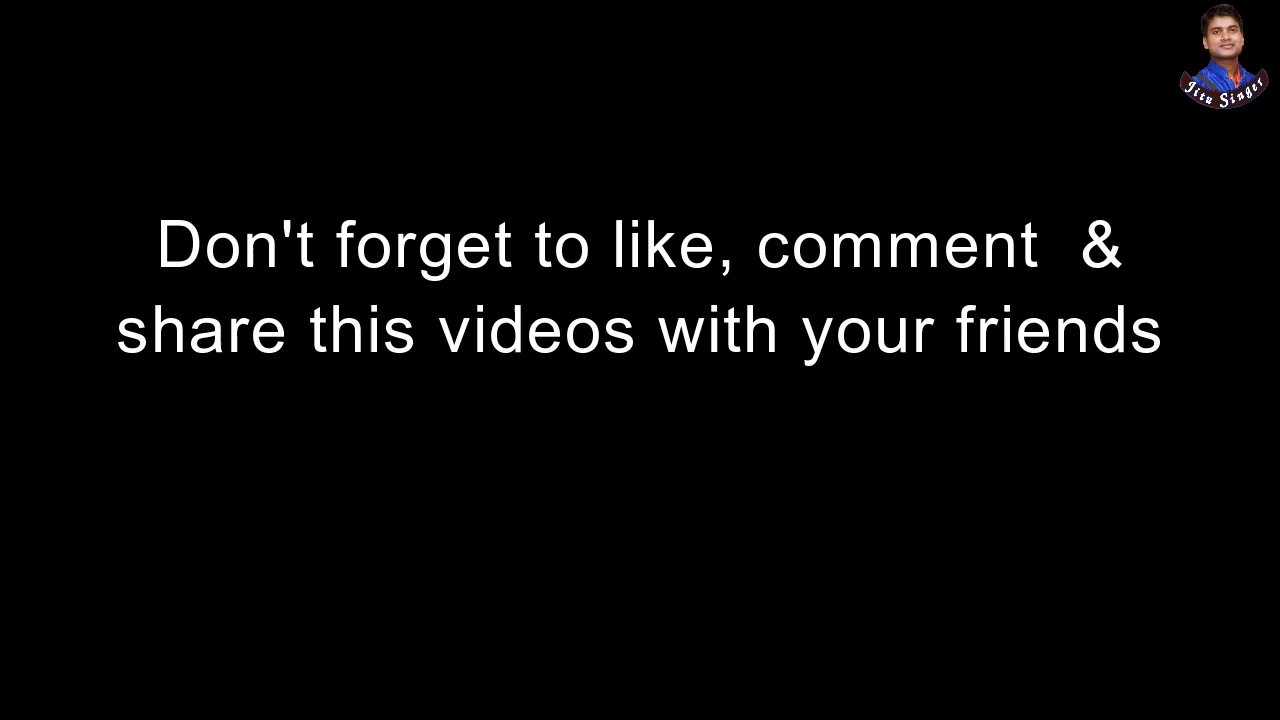 Jitu Singer
Don't forget to like, comment  &
share this videos with your friends